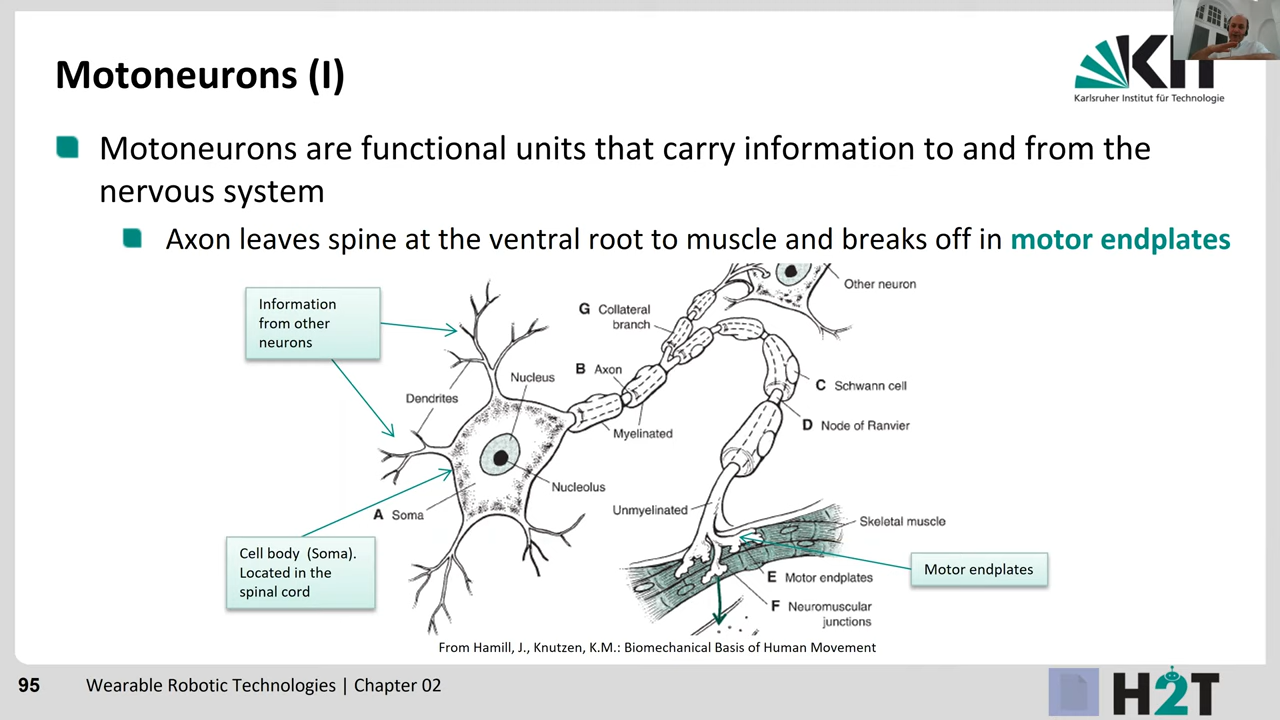 Motoneurons (I)
KIT
Karlsruher Institut für Technologie
Motoneurons are functional units that carry information to and from the
nervous system
Axon leaves spine at the ventral root to muscle and breaks off in motor endplates
Information
from other
neurons
Dendrites
Nucleus
G Collateral
branch
B Axon
Myelinated
Other neuron
C Schwann cell
D Node of Ranvier
Nucleolus
A Soma
Unmyelinated
Skeletal muscle
Cell body (Soma).
Located in the
spinal cord
Motor endplates
E Motor endplates
F Neuromuscular
junctions
From Hamill, J., Knutzen, K.M.: Biomechanical Basis of Human Movement
95 Wearable Robotic Technologies | Chapter 02
H2T